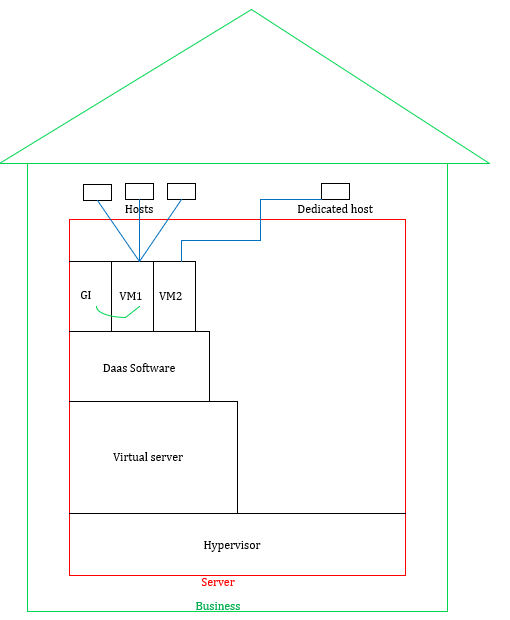 Hosts
Dedicated host
GI
VM1
VM2
Daas Software
Virtual server
Hypervisor
Server
Business